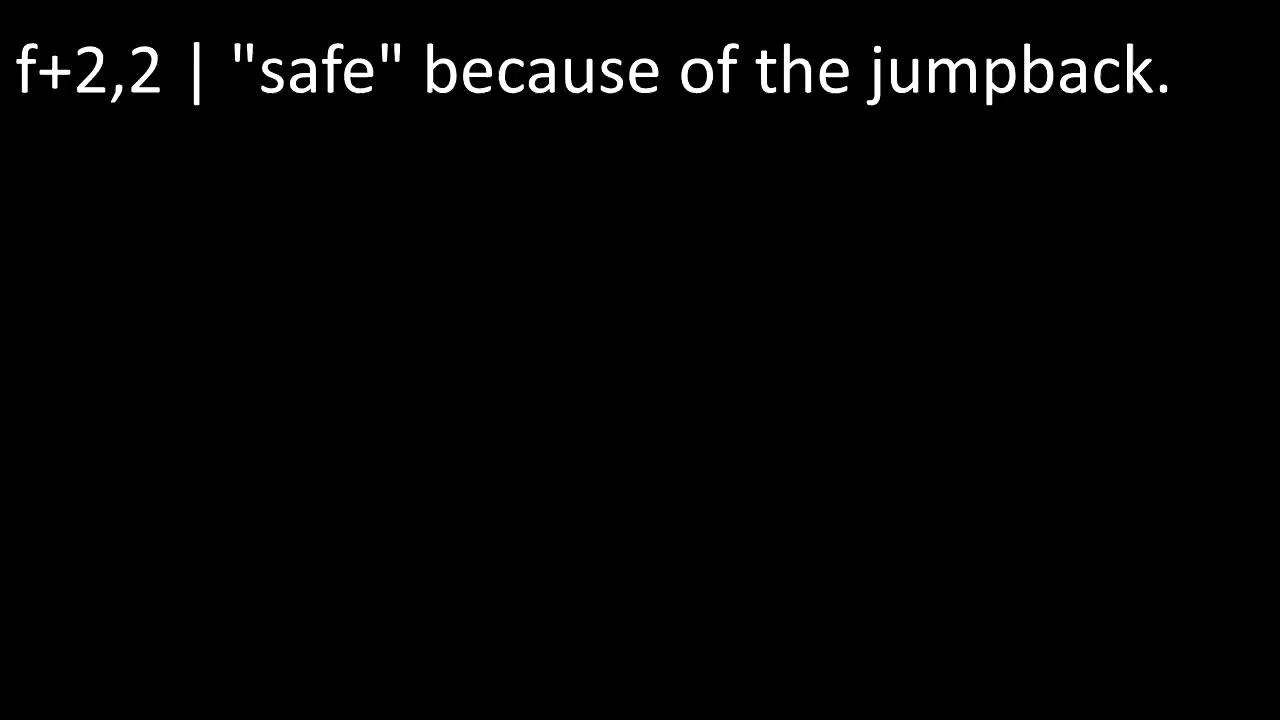 f+2,2 | "safe" because of the jumpback.